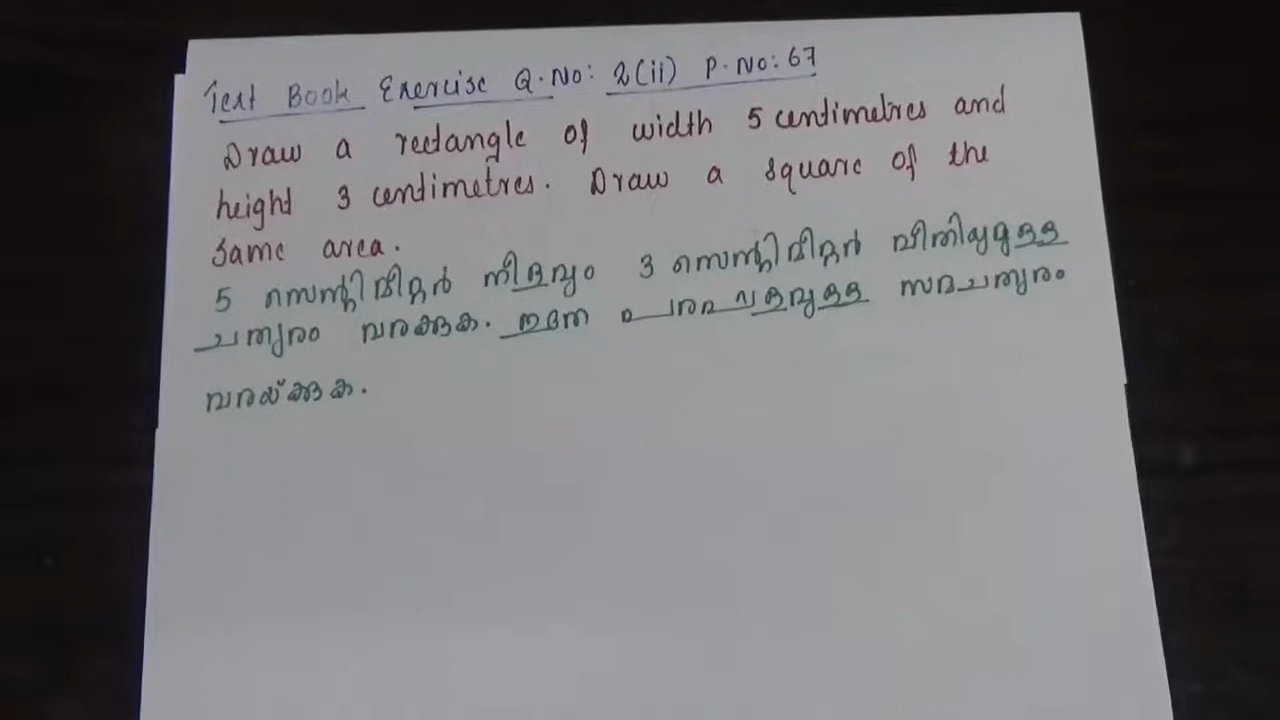 Text Book Exercise Q.No: 2(ii) P.No:67
Draw a rectangle of width 5 centimetres and
height 3 centimetres. Draw a square of the
same area.
5 സെന്റിമീറ്റർ നീളവും 3 സെന്റിമീറ്റർ വീതിയുമുള്ള
ചതുരം വരക്കുക. ഇതേ പരപ്പളവുള്ള സമചതുരം
വരയ്ക്കുക.